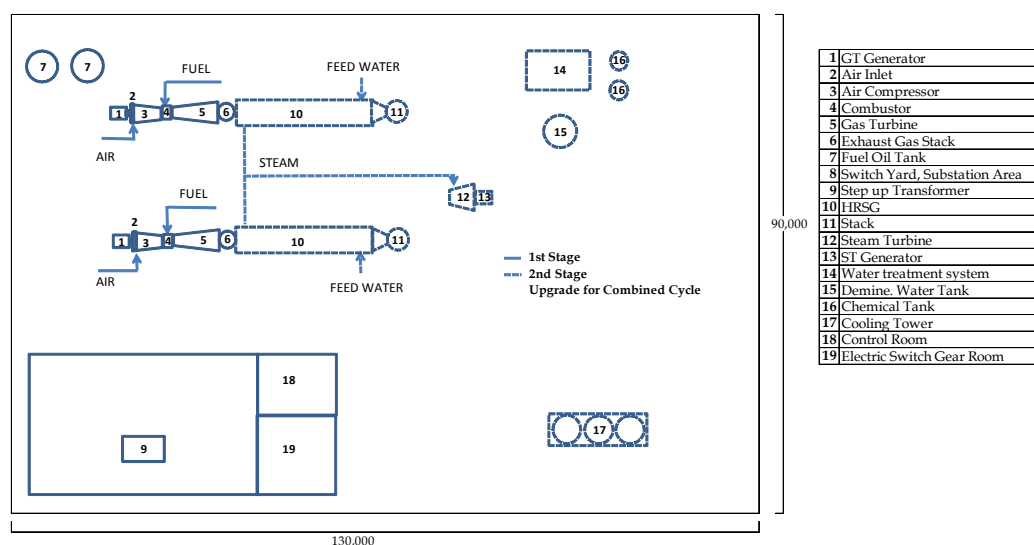 7
7
FUEL
FEED WATER
2
1
3
4
5
6
10
11
AIR
14
16
16
15
STEAM
12
13
FUEL
2
1
3
4
5
6
10
11
AIR
FEED WATER
1st Stage
2nd Stage
Upgrade for Combined Cycle
18
9
19
17
90,000
130.000
1 GT Generator
2 Air Inlet
3 Air Compressor
4 Combustor
5 Gas Turbine
6 Exhaust Gas Stack
7 Fuel Oil Tank
8 Switch Yard, Substation Area
9 Step up Transformer
10 HRSG
11 Stack
12 Steam Turbine
13 ST Generator
14 Water treatment system
15 Demine. Water Tank
16 Chemical Tank
17 Cooling Tower
18 Control Room
19 Electric Switch Gear Room